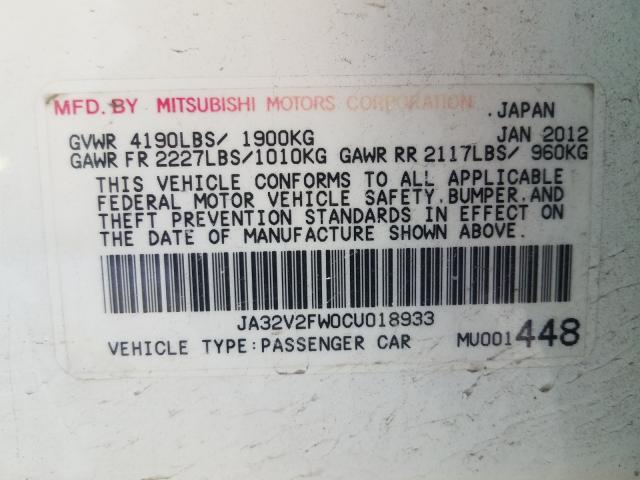 MFD. BY MITSUBISHI MOTORS CORPORATION, JAPAN
GVWR 4190LBS/ 1900KG JAN 2012
GAWR FR 2227LBS/1010KG GAWR RR 2117LBS/ 960KG
THIS VEHICLE CONFORMS TO ALL APPLICABLE
FEDERAL MOTOR VEHICLE SAFETY, BUMPER, AND
THEFT PREVENTION STANDARDS IN EFFECT ON
THE DATE OF MANUFACTURE SHOWN ABOVE.
JA32V2FW0CU018933
VEHICLE TYPE:PASSENGER CAR MU001448